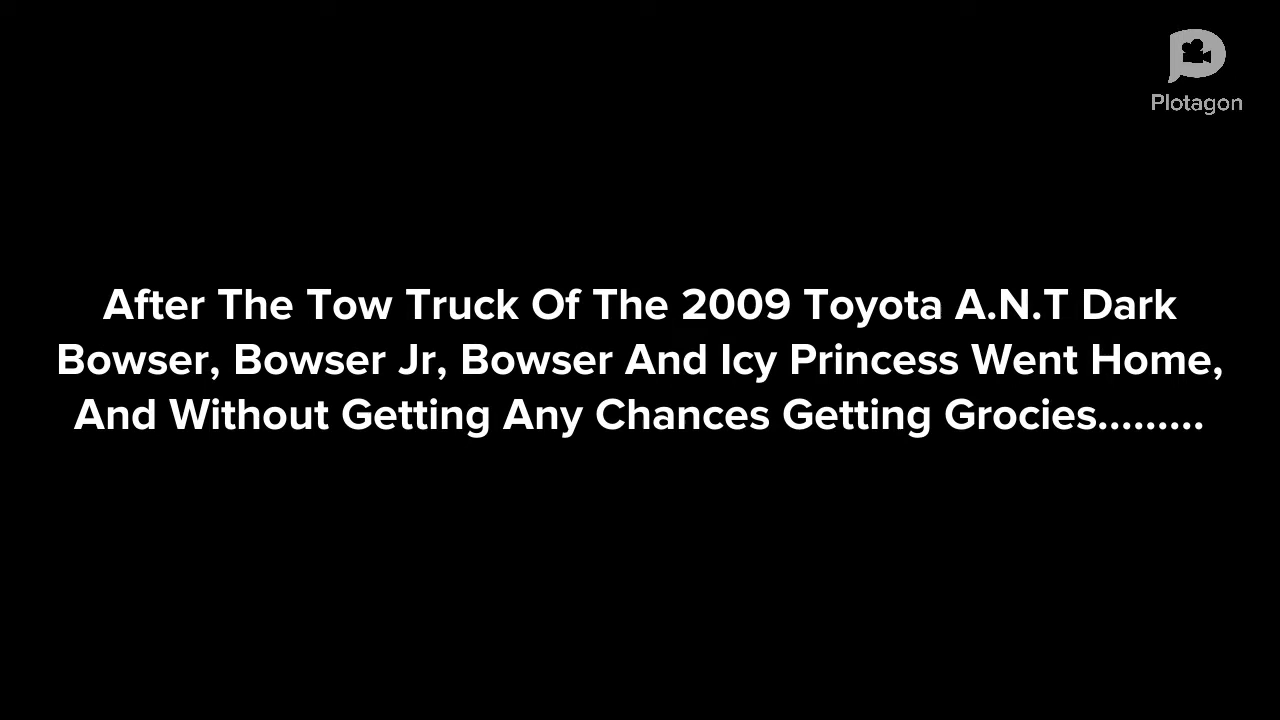 Plotagon
After The Tow Truck Of The 2009 Toyota A.N.T Dark
Bowser, Bowser Jr, Bowser And Icy Princess Went Home,
And Without Getting Any Chances Getting Grocies.........